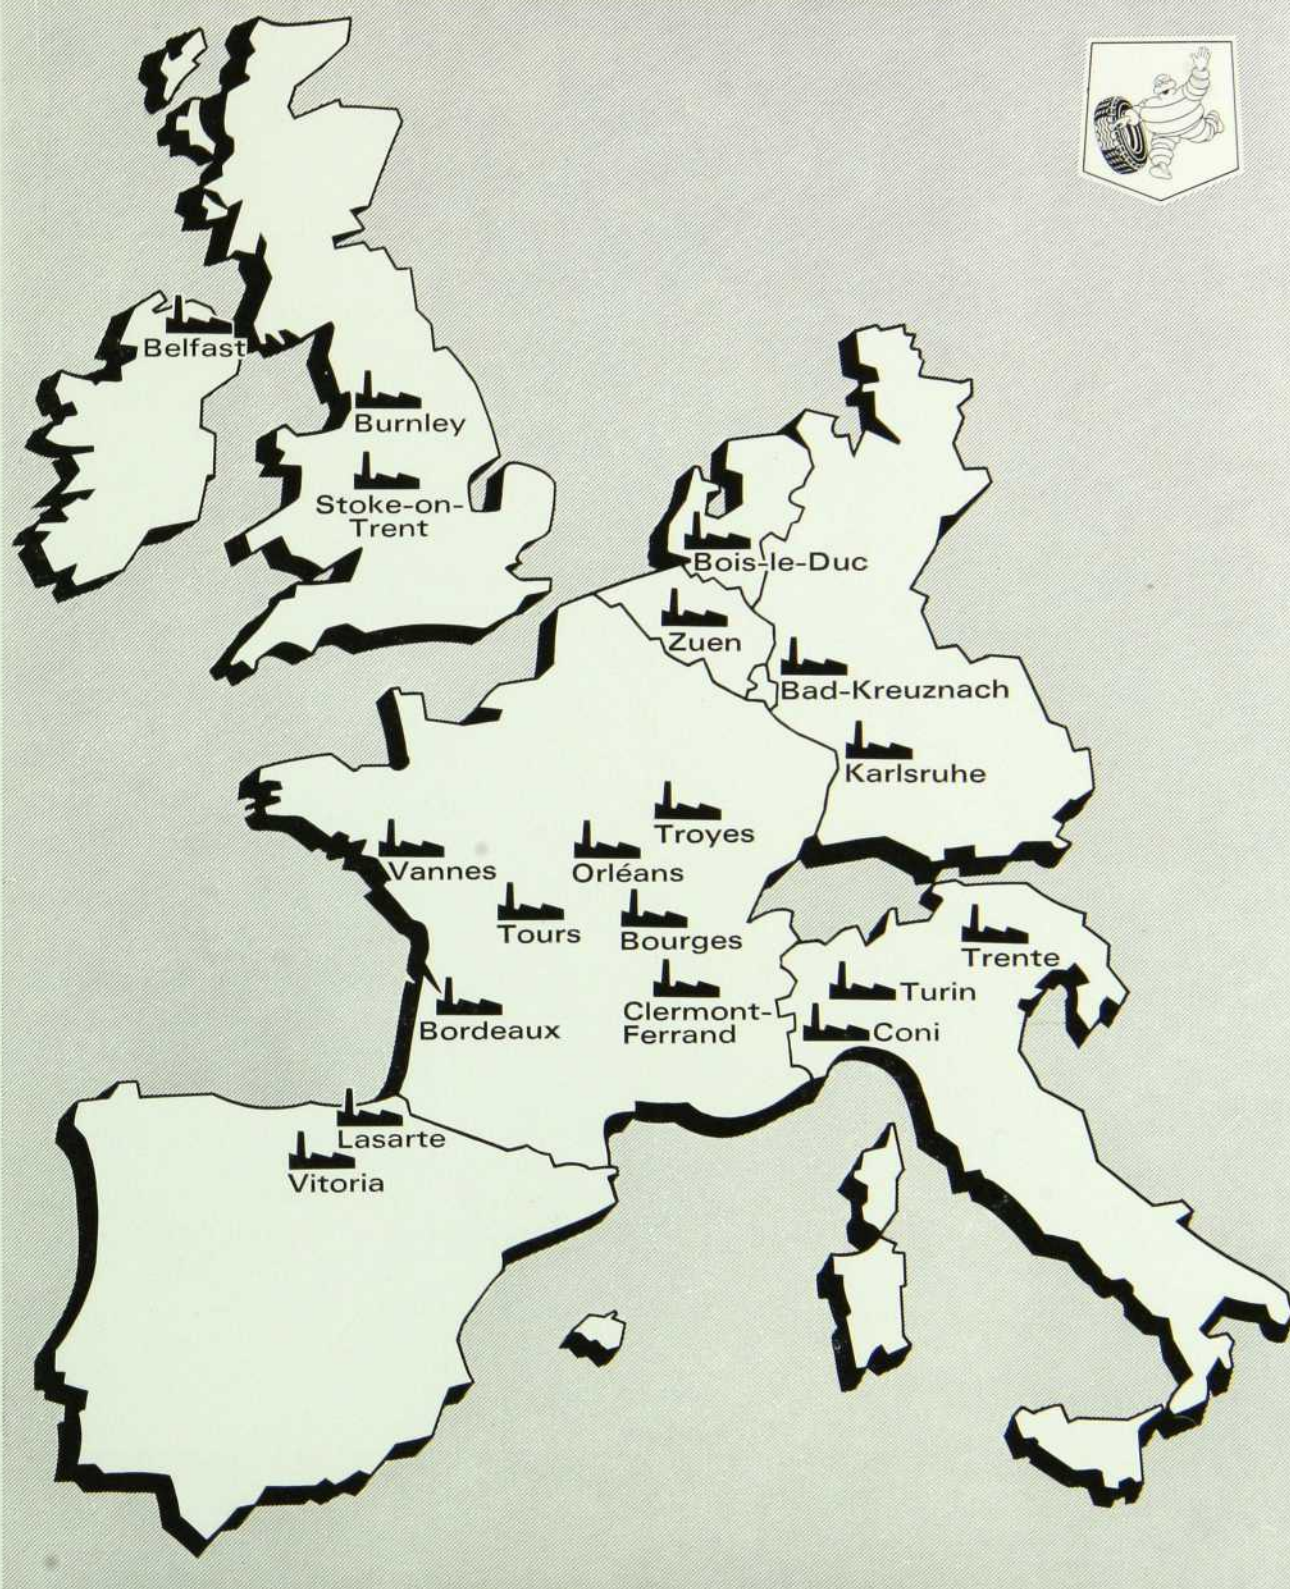 Belfast
Burnley
Stoke-on-
Trent
Bois-le-Duc
Zuen
Bad-Kreuznach
Karlsruhe
Troyes
Vannes
Orléans
Tours
Bourges
Trente
Turin
Clermont-
Ferrand
Bordeaux
Coni
Lasarte
Vitoria